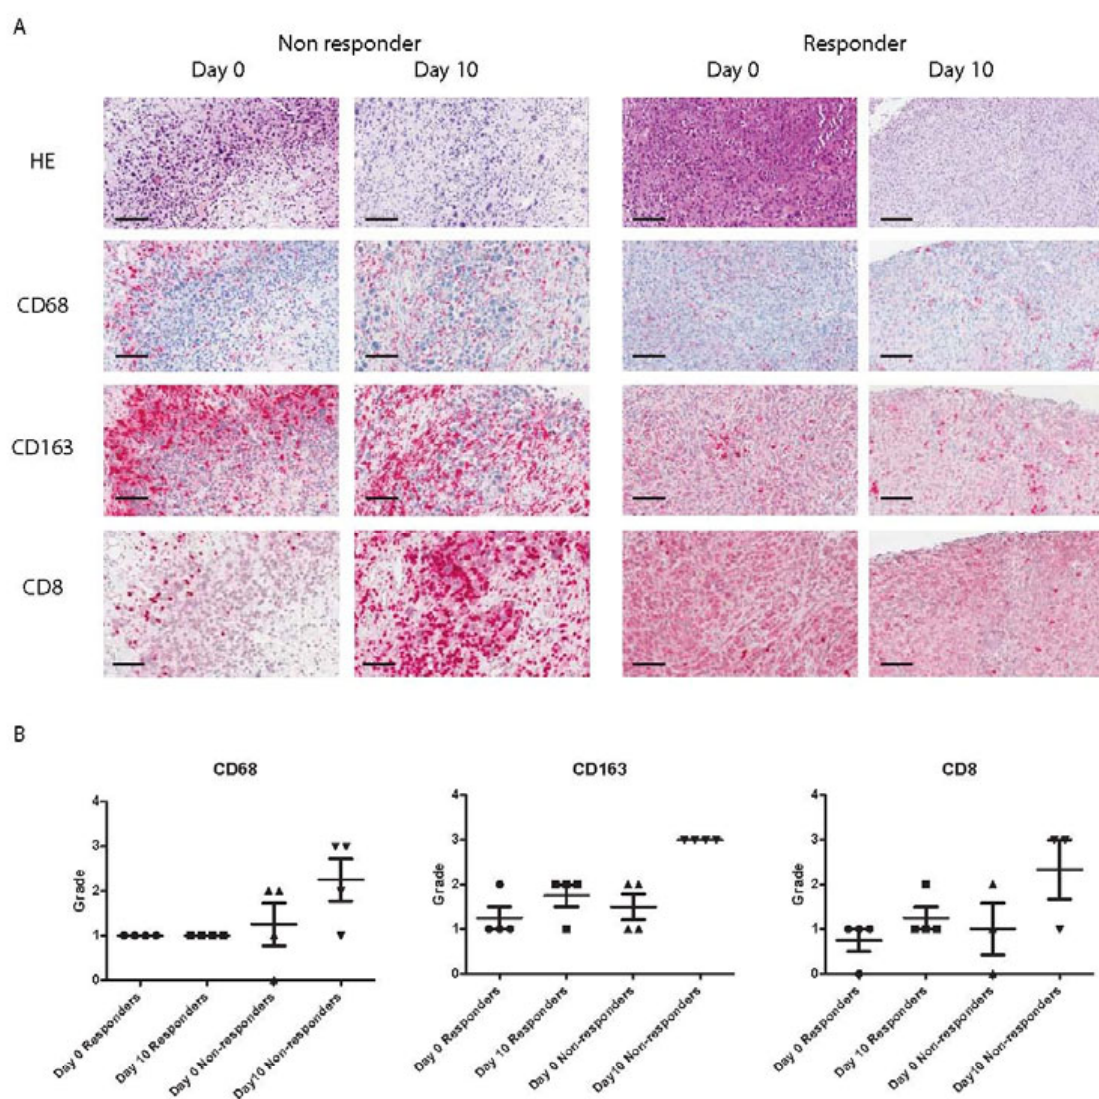 A
Non responder
Responder
Day 0
Day 10
Day 0
Day 10
HE
CD68
CD163
CD8
B
CD68
4
3
2
1
0
Grade
Day 0 Responders
Day 10 Responders
Day 0 Non-responders
Day10 Non-responders
CD163
4
3
2
1
0
Grade
Day 0 Responders
Day 10 Responders
Day 0 Non-responders
Day10 Non-responders
CD8
4
3
2
1
0
Grade
Day 0 Responders
Day 10 Responders
Day 0 Non-responders
Day10 Non-responders